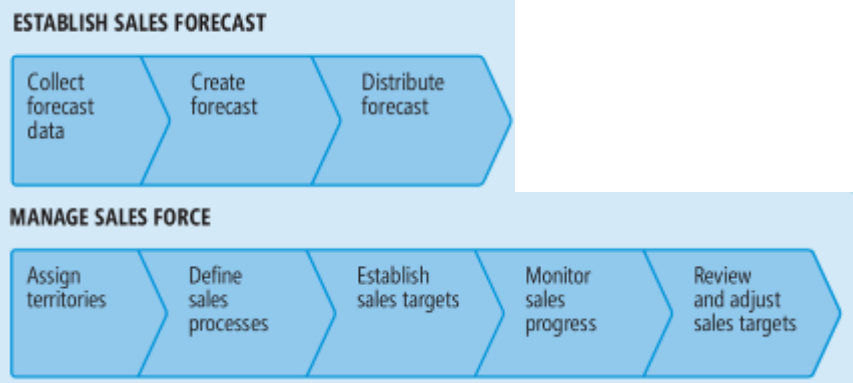 ESTABLISH SALES FORECAST
Collect
forecast
data
Create
forecast
Distribute
forecast
MANAGE SALES FORCE
Assign
territories
Define
sales
processes
Establish
sales targets
Monitor
sales
progress
Review
and adjust
sales targets